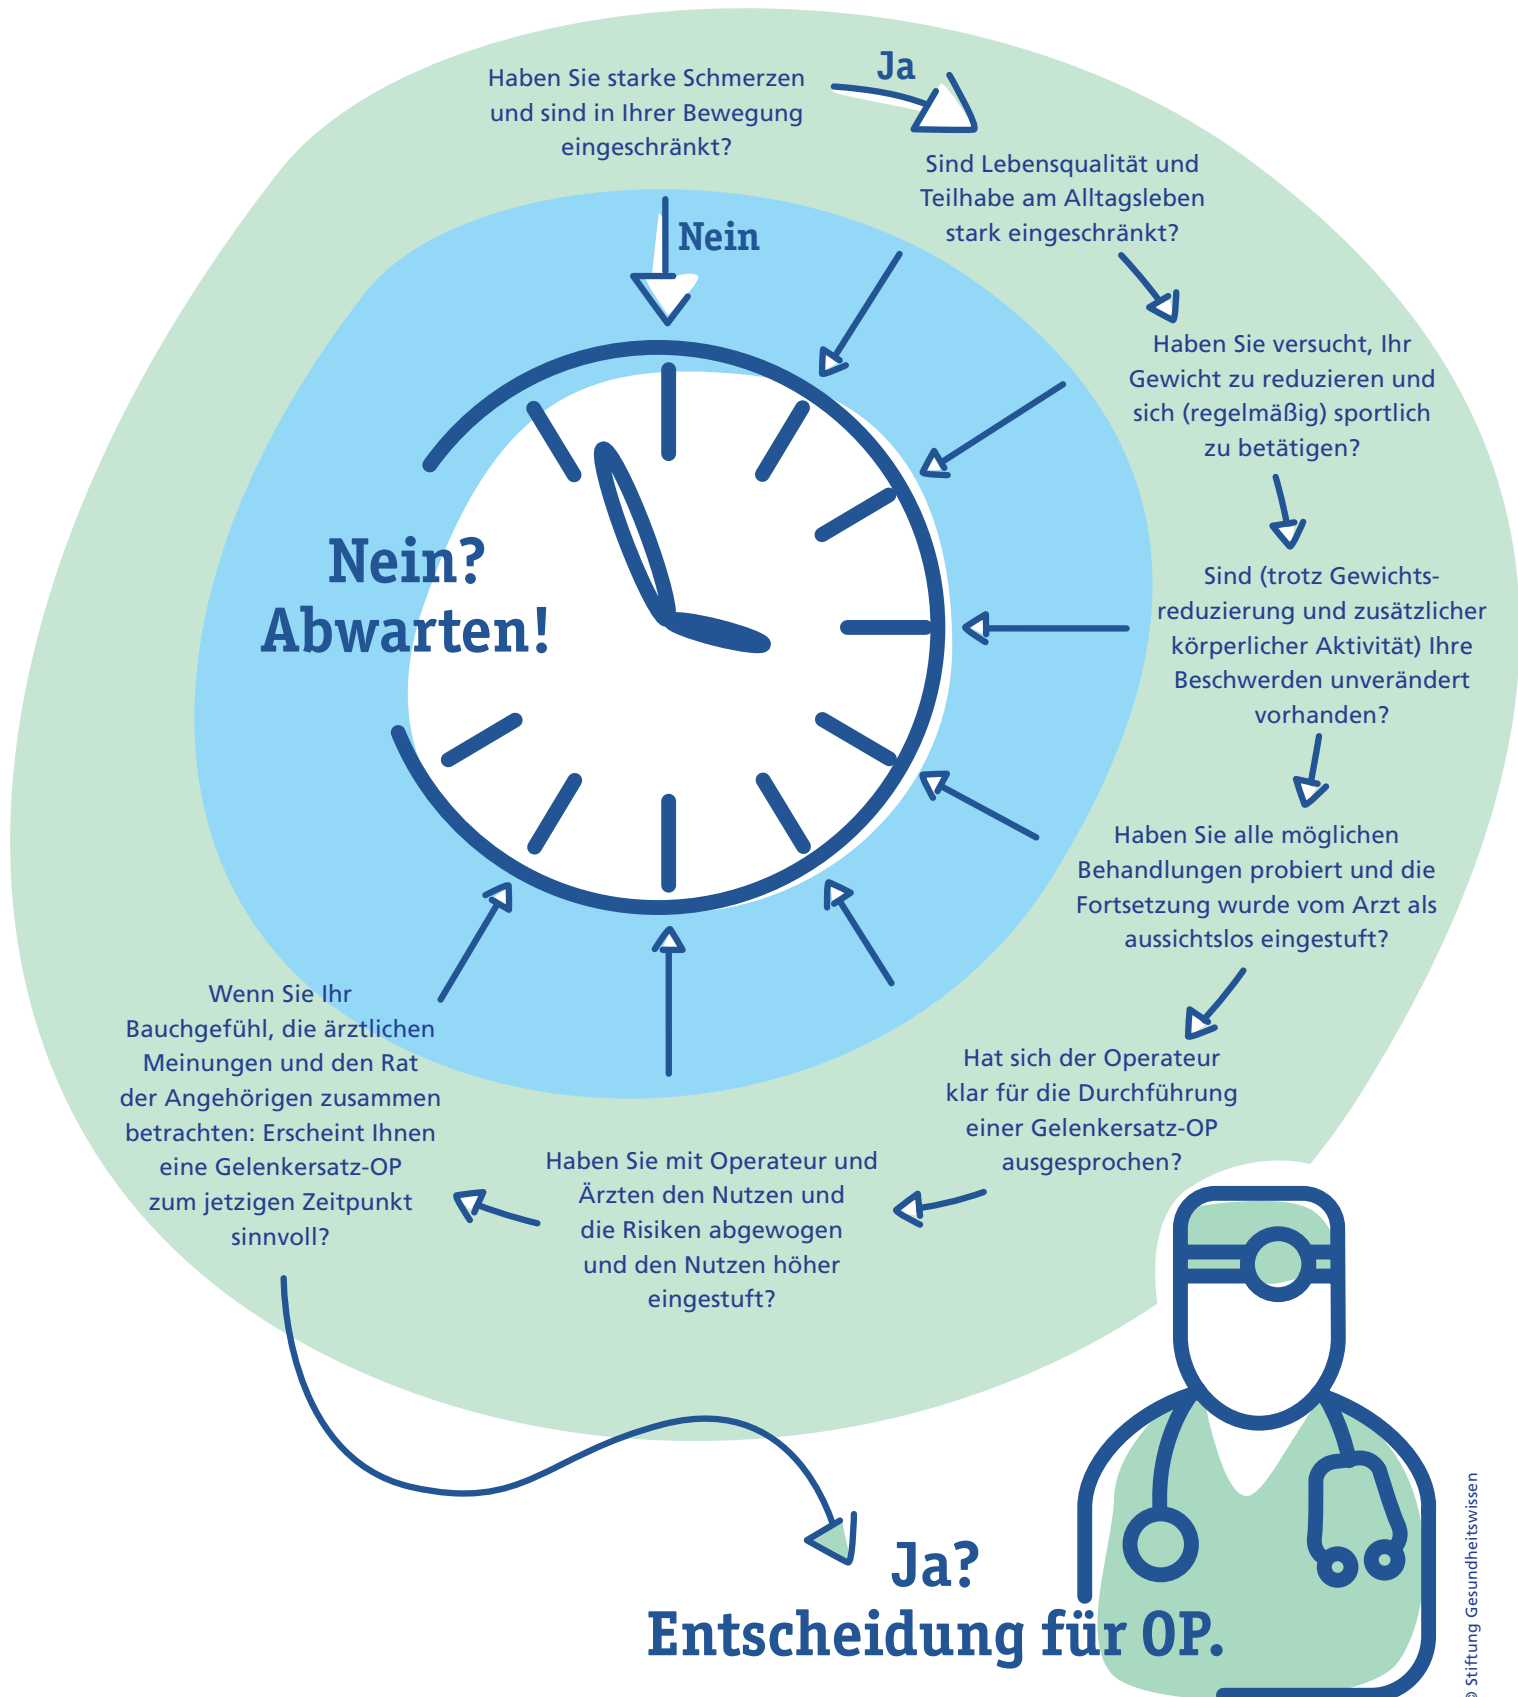 Haben Sie starke Schmerzen
und sind in Ihrer Bewegung
eingeschränkt?
Ja
Nein
Sind Lebensqualität und
Teilhabe am Alltagsleben
stark eingeschränkt?
Haben Sie versucht, Ihr
Gewicht zu reduzieren und
sich (regelmäßig) sportlich
zu betätigen?
Sind (trotz Gewichts-
reduzierung und zusätzlicher
körperlicher Aktivität) Ihre
Beschwerden unverändert
vorhanden?
Haben Sie alle möglichen
Behandlungen probiert und die
Fortsetzung wurde vom Arzt als
aussichtslos eingestuft?
Hat sich der Operateur
klar für die Durchführung
einer Gelenkersatz-OP
ausgesprochen?
Haben Sie mit Operateur und
Ärzten den Nutzen und
die Risiken abgewogen
und den Nutzen höher
eingestuft?
Wenn Sie Ihr
Bauchgefühl, die ärztlichen
Meinungen und den Rat
der Angehörigen zusammen
betrachten: Erscheint Ihnen
eine Gelenkersatz-OP
zum jetzigen Zeitpunkt
sinnvoll?
Nein?
Abwarten!
Ja?
Entscheidung für OP.
© Stiftung Gesundheitswissen